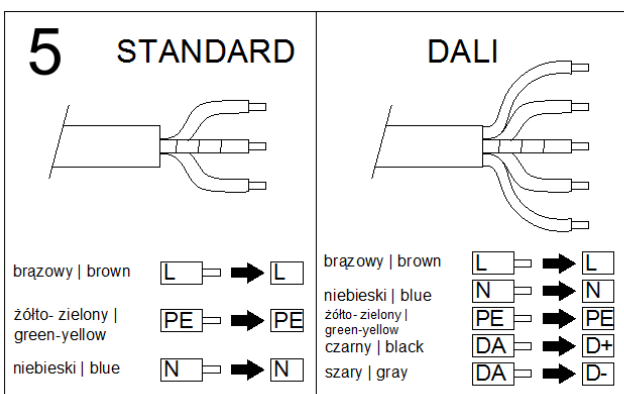 5 STANDARD
brązowy | brown L L
żółto- zielony |
green-yellow PE PE
niebieski | blue N N
DALI
brązowy | brown L L
niebieski | blue N N
żółto- zielony |
green-yellow PE PE
czarny | black DA D+
szary | gray DA D-